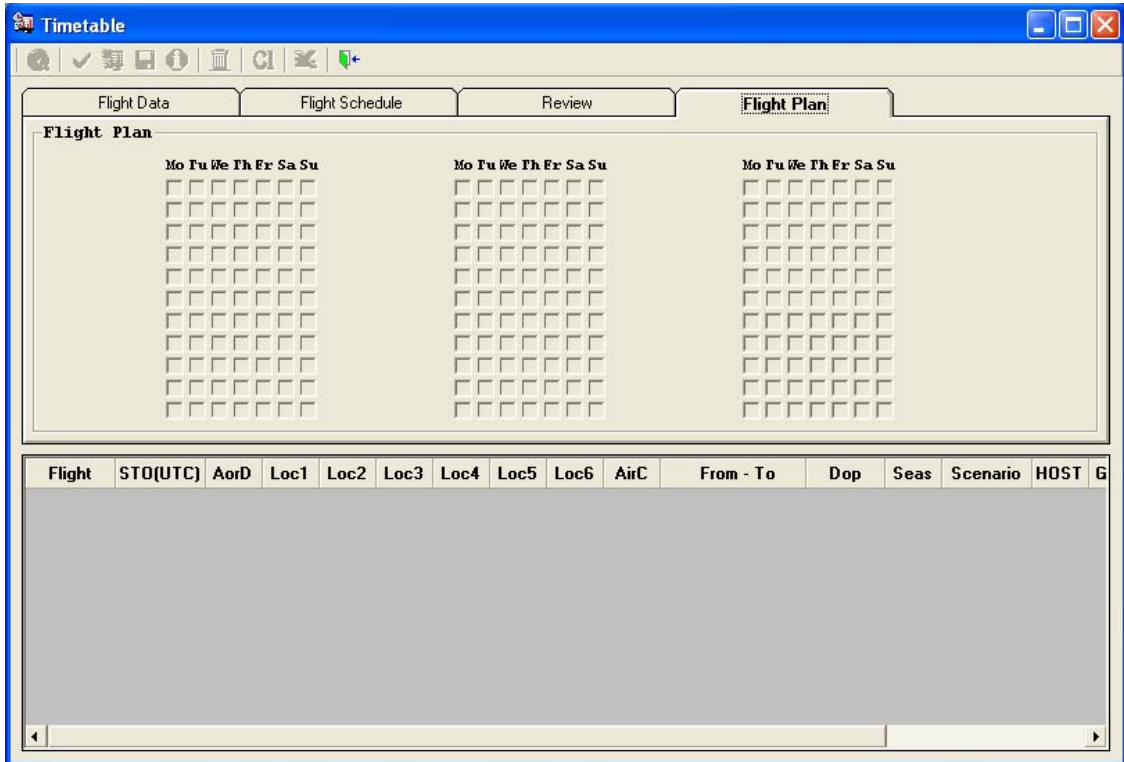 Timetable
Cl
Flight Data Flight Schedule Review Flight Plan
Flight Plan
Mo Tu We Th Fr Sa Su Mo Tu We Th Fr Sa Su Mo Tu We Th Fr Sa Su
Flight STO(UTC) AorD Loc1 Loc2 Loc3 Loc4 Loc5 Loc6 AirC From - To Dop Seas Scenario HOST G